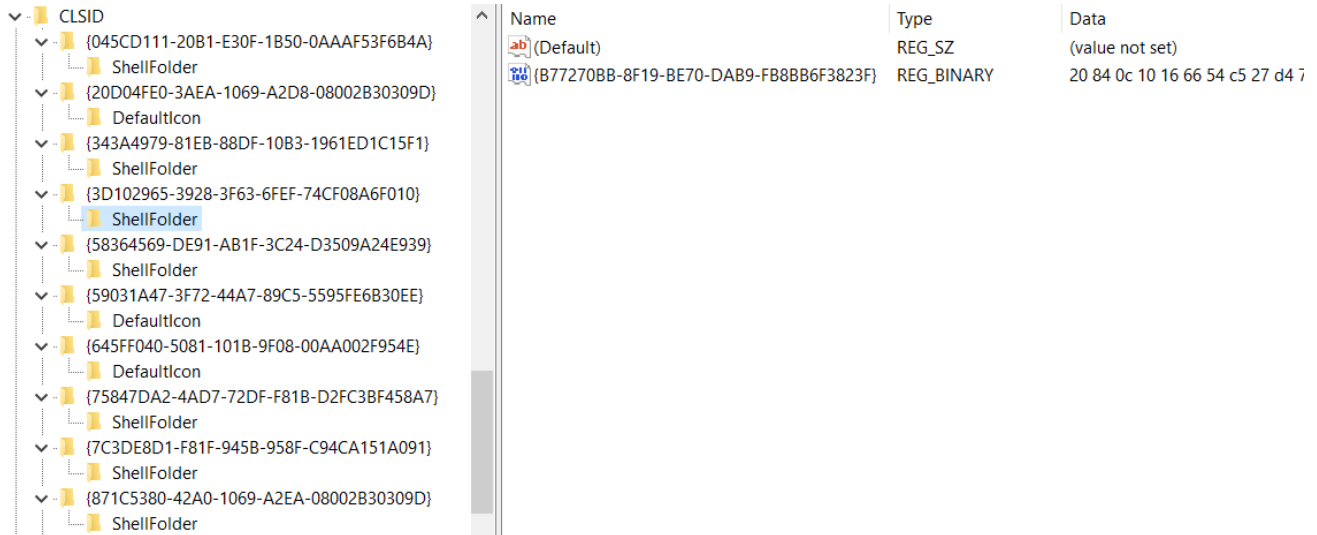 CLSID
{045CD111-20B1-E30F-1B50-0AAAF53F6B4A}
ShellFolder
{20D04FE0-3AEA-1069-A2D8-08002B30309D}
DefaultIcon
{343A4979-81EB-88DF-10B3-1961ED1C15F1}
ShellFolder
{3D102965-3928-3F63-6FEF-74CF08A6F010}
ShellFolder
{58364569-DE91-AB1F-3C24-D3509A24E939}
ShellFolder
{59031A47-3F72-44A7-89C5-5595FE6B30EE}
DefaultIcon
{645FF040-5081-101B-9F08-00AA002F954E}
DefaultIcon
{75847DA2-4AD7-72DF-F81B-D2FC3BF458A7}
ShellFolder
{7C3DE8D1-F81F-945B-958F-C94CA151A091}
ShellFolder
{871C5380-42A0-1069-A2EA-08002B30309D}
ShellFolder
Name Type Data
ab (Default) REG_SZ (value not set)
{B77270BB-8F19-BE70-DAB9-FB8BB6F3823F} REG_BINARY 20 84 0c 10 16 66 54 c5 27 d4 7